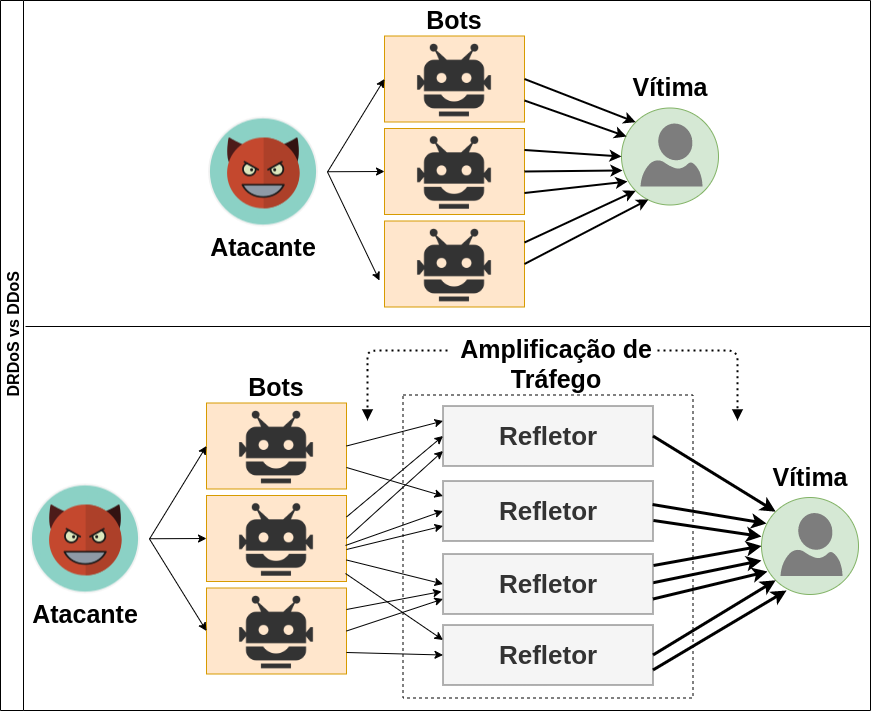 DRDoS vs DDoS
Bots
Vítima
Atacante
Amplificação de
Tráfego
Bots
Refletor
Vítima
Refletor
Refletor
Atacante
Refletor